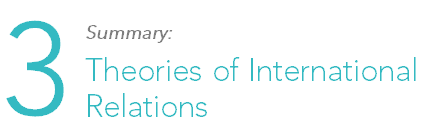 3
Summary:
Theories of International
Relations